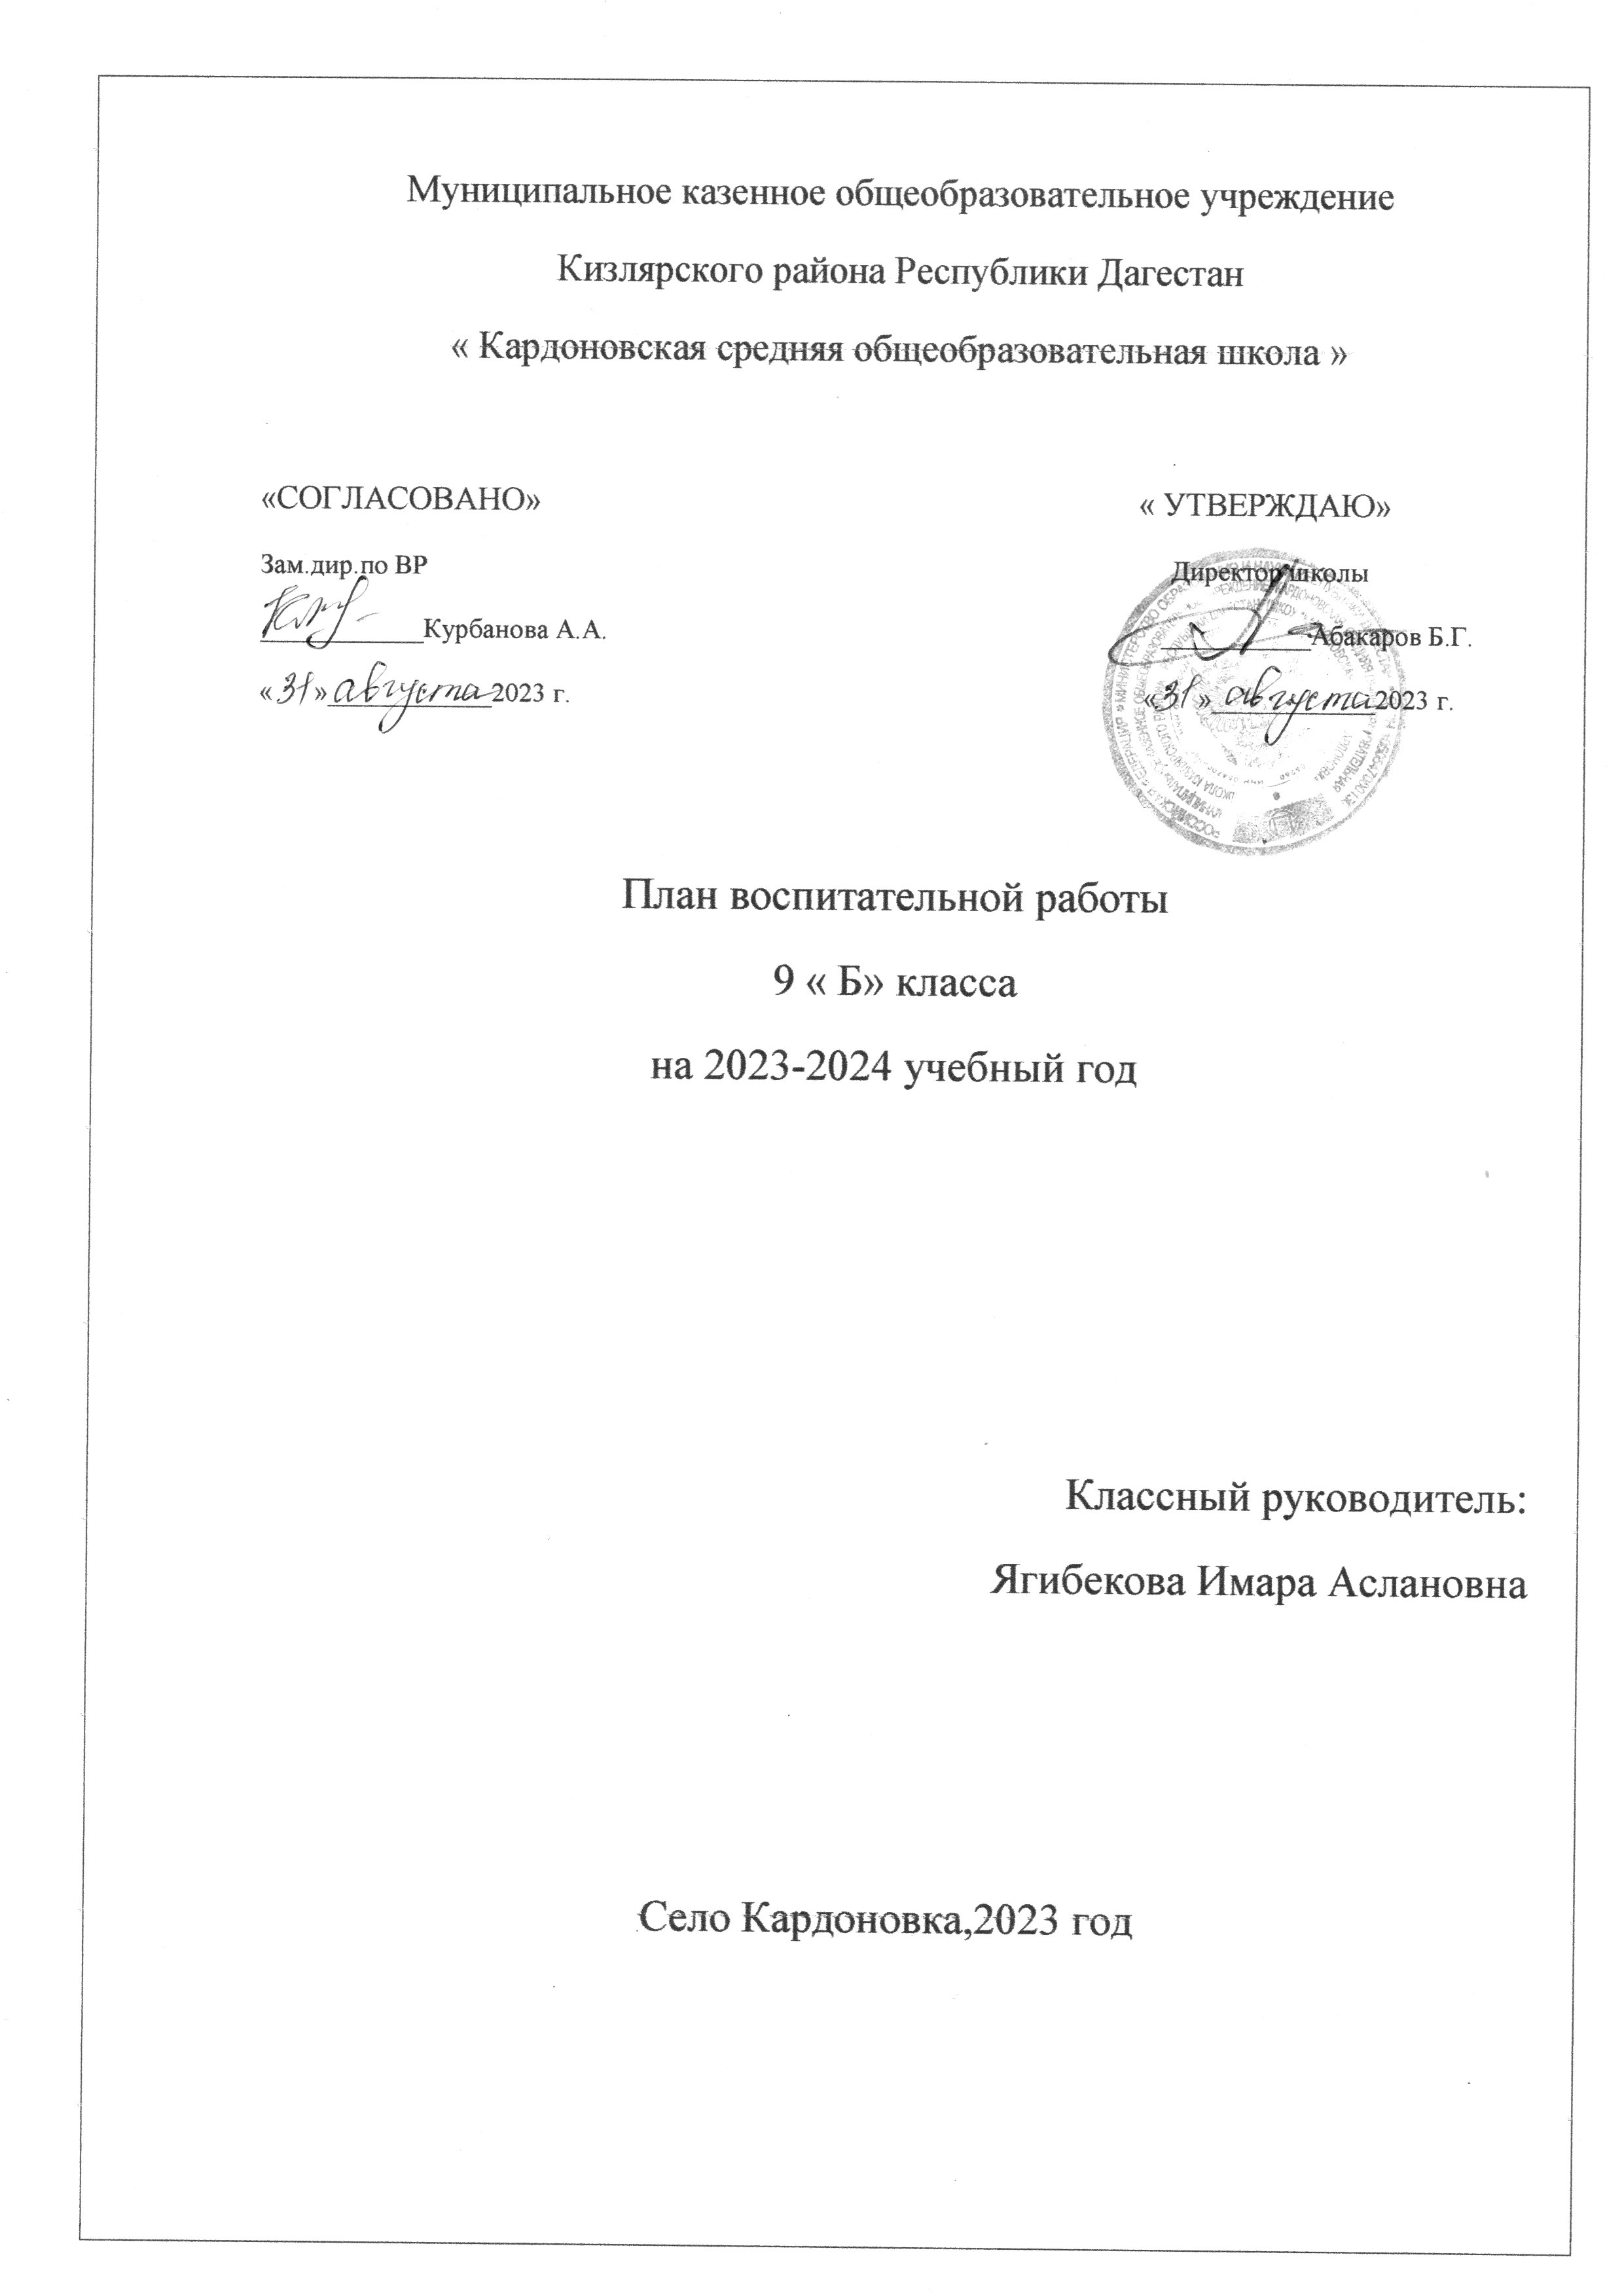 Муниципальное казенное общеобразовательное учреждение
Кизлярского района Республики Дагестан
« Кардоновская средняя общеобразовательная школа »
«СОГЛАСОВАНО»
Зам.дир.по ВР
Курбанова А.А.
«31» августа 2023 г.
« УТВЕРЖДАЮ»
Директор школы
Абакаров Б.Г.
«31» августа 2023 г.
План воспитательной работы
9 « Б» класса
на 2023-2024 учебный год
Классный руководитель:
Ягибекова Имара Аслановна
Село Кардоновка,2023 год